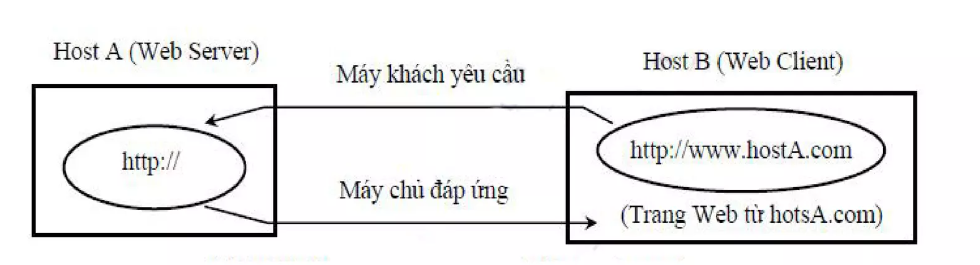 Host A (Web Server)
Máy khách yêu cầu
Host B (Web Client)
http://
http://www.hostA.com
Máy chủ đáp ứng
(Trang Web từ hotsA.com)